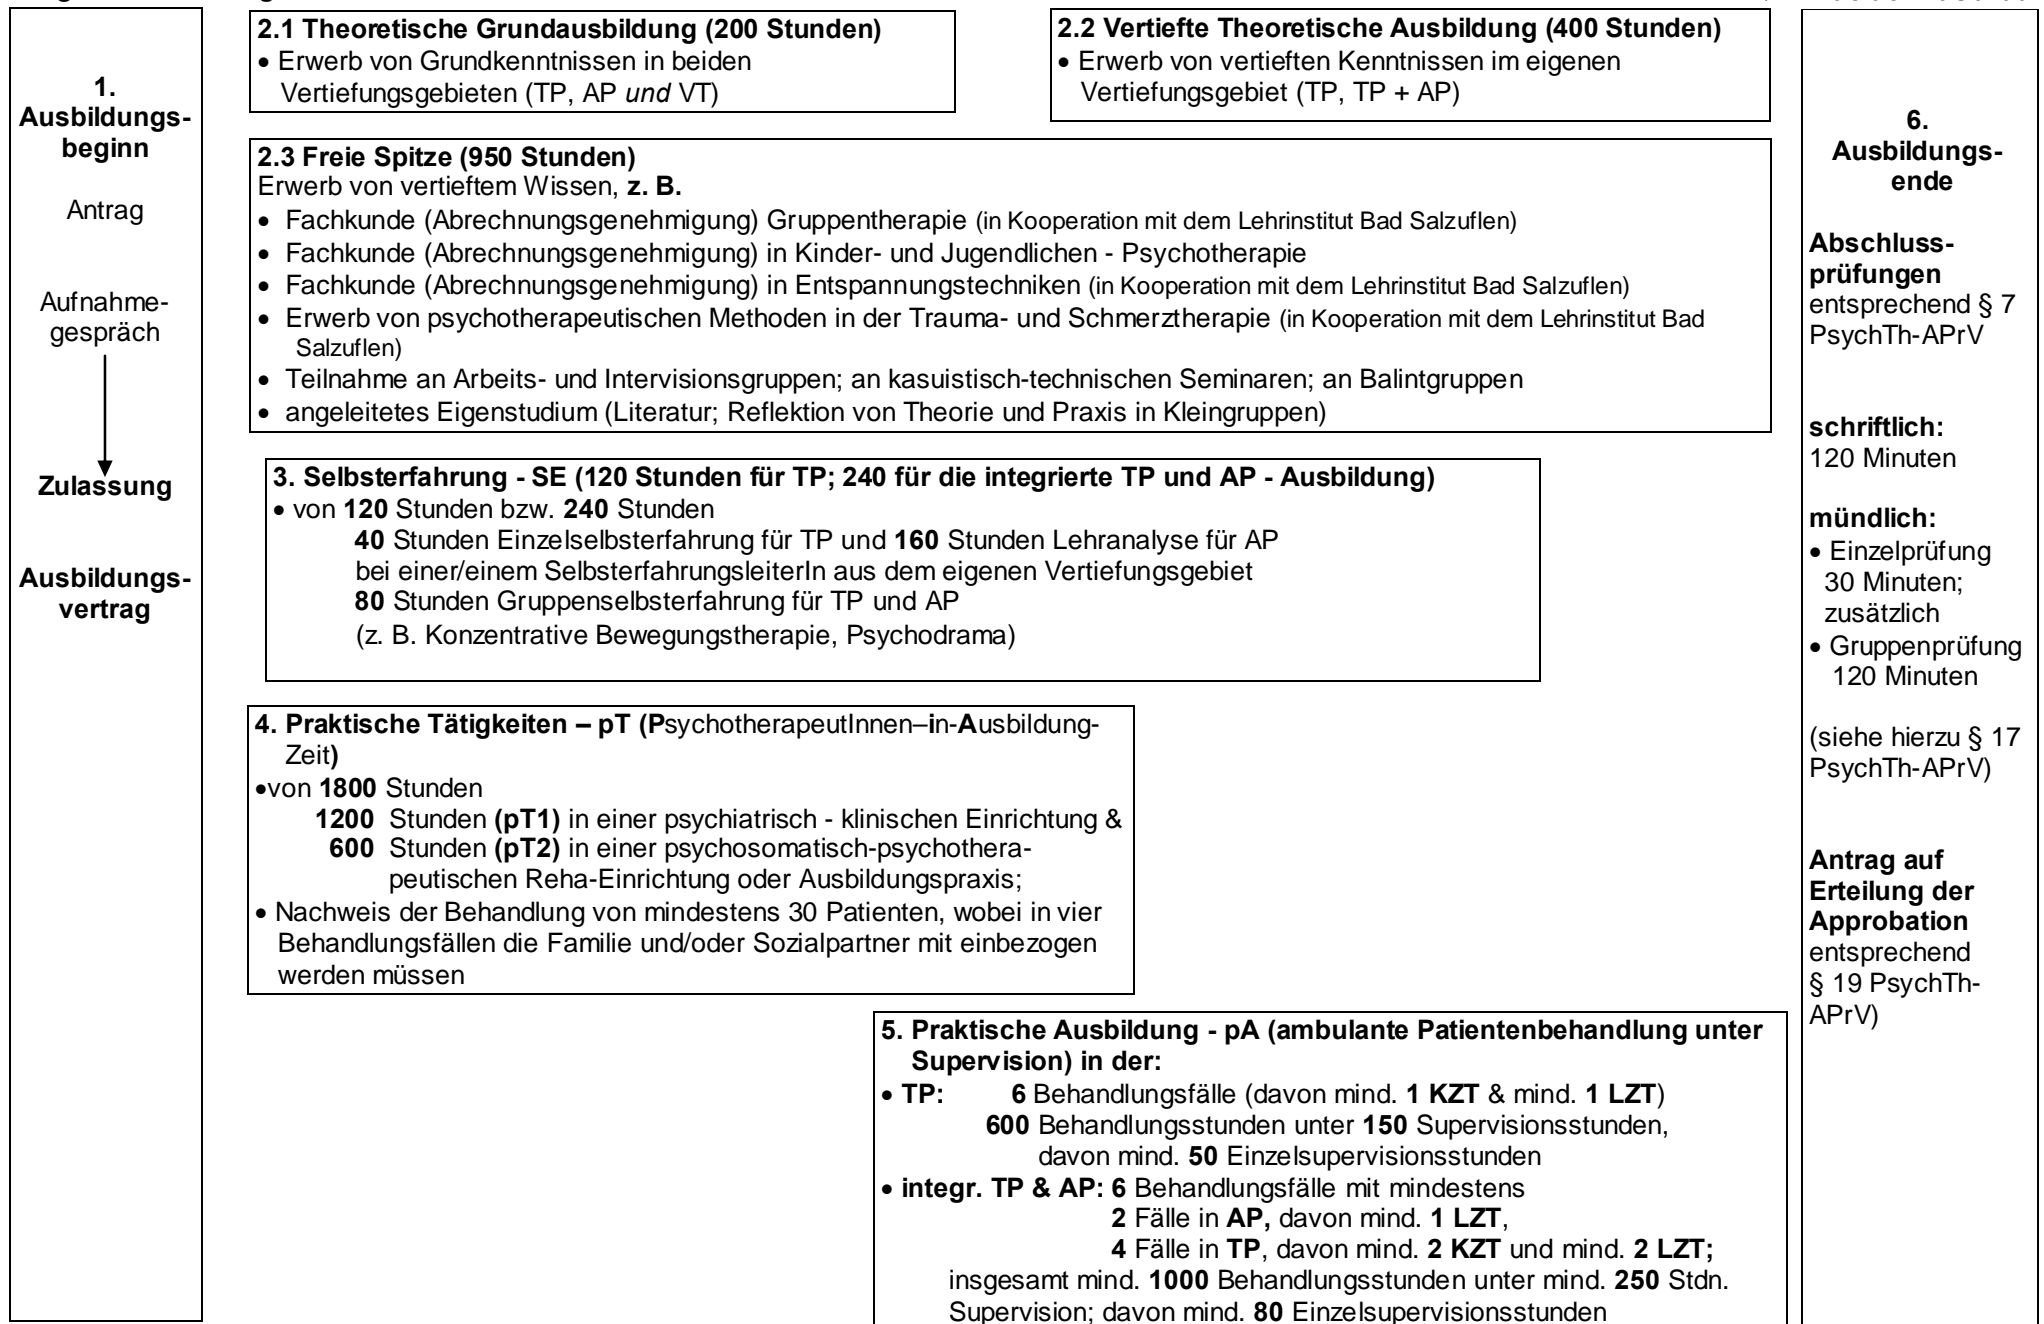 1.
Ausbildungs-
beginn
Antrag
Aufnahme-
gespräch
Zulassung
Ausbildungs-
vertrag
2.1 Theoretische Grundausbildung (200 Stunden)
• Erwerb von Grundkenntnissen in beiden
Vertiefungsgebieten (TP, AP und VT)
2.2 Vertiefte Theoretische Ausbildung (400 Stunden)
• Erwerb von vertieften Kenntnissen im eigenen
Vertiefungsgebiet (TP, TP + AP)
2.3 Freie Spitze (950 Stunden)
Erwerb von vertieftem Wissen, z. B.
• Fachkunde (Abrechnungsgenehmigung) Gruppentherapie (in Kooperation mit dem Lehrinstitut Bad Salzuflen)
• Fachkunde (Abrechnungsgenehmigung) in Kinder- und Jugendlichen - Psychotherapie
• Fachkunde (Abrechnungsgenehmigung) in Entspannungstechniken (in Kooperation mit dem Lehrinstitut Bad Salzuflen)
• Erwerb von psychotherapeutischen Methoden in der Trauma- und Schmerztherapie (in Kooperation mit dem Lehrinstitut Bad
Salzuflen)
• Teilnahme an Arbeits- und Intervisionsgruppen; an kasuistisch-technischen Seminaren; an Balintgruppen
• angeleitetes Eigenstudium (Literatur; Reflektion von Theorie und Praxis in Kleingruppen)
3. Selbsterfahrung - SE (120 Stunden für TP; 240 für die integrierte TP und AP - Ausbildung)
• von 120 Stunden bzw. 240 Stunden
40 Stunden Einzelselbsterfahrung für TP und 160 Stunden Lehranalyse für AP
bei einer/einem SelbsterfahrungsleiterIn aus dem eigenen Vertiefungsgebiet
80 Stunden Gruppenselbsterfahrung für TP und AP
(z. B. Konzentrative Bewegungstherapie, Psychodrama)
4. Praktische Tätigkeiten – pT (PsychotherapeutInnen–in-Ausbildung-
Zeit)
•von 1800 Stunden
1200 Stunden (pT1) in einer psychiatrisch - klinischen Einrichtung &
600 Stunden (pT2) in einer psychosomatisch-psychothera-
peutischen Reha-Einrichtung oder Ausbildungspraxis;
• Nachweis der Behandlung von mindestens 30 Patienten, wobei in vier
Behandlungsfällen die Familie und/oder Sozialpartner mit einbezogen
werden müssen
5. Praktische Ausbildung - pA (ambulante Patientenbehandlung unter
Supervision) in der:
• TP: 6 Behandlungsfälle (davon mind. 1 KZT & mind. 1 LZT)
600 Behandlungsstunden unter 150 Supervisionsstunden,
davon mind. 50 Einzelsupervisionsstunden
• integr. TP & AP: 6 Behandlungsfälle mit mindestens
2 Fälle in AP, davon mind. 1 LZT,
4 Fälle in TP, davon mind. 2 KZT und mind. 2 LZT;
insgesamt mind. 1000 Behandlungsstunden unter mind. 250 Stdn.
Supervision; davon mind. 80 Einzelsupervisionsstunden
6.
Ausbildungs-
ende
Abschluss-
prüfungen
entsprechend § 7
PsychTh-APrV
schriftlich:
120 Minuten
mündlich:
• Einzelprüfung
30 Minuten;
zusätzlich
• Gruppenprüfung
120 Minuten
(siehe hierzu § 17
PsychTh-APrV)
Antrag auf
Erteilung der
Approbation
entsprechend
§ 19 PsychTh-
APrV)